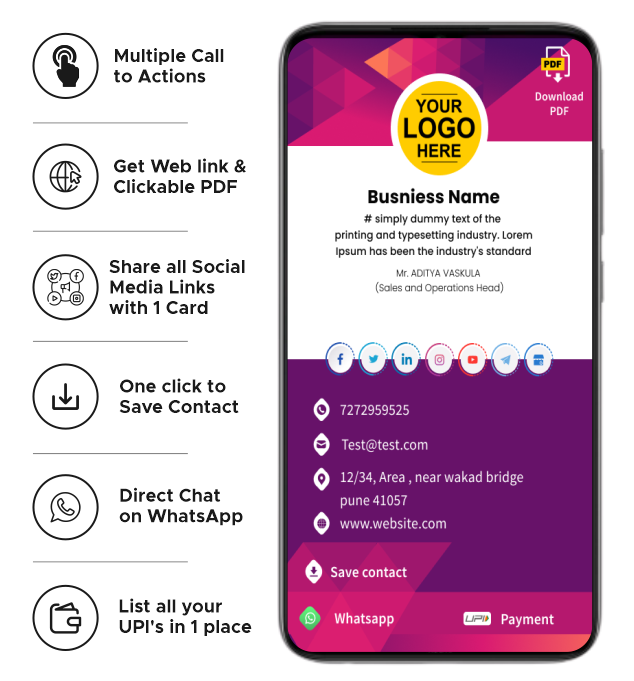 Multiple Call
to Actions
Get Web link &
Clickable PDF
Share all Social
Media Links
with 1 Card
One click to
Save Contact
Direct Chat
on WhatsApp
List all your
UPI's in 1 place
PDF
Download
PDF
YOUR
LOGO
HERE
Busniess Name
# simply dummy text of the
printing and typesetting industry. Lorem
Ipsum has been the industry's standard
Mr. ADITYA VASKULA
(Sales and Operations Head)
7272959525
Test@test.com
12/34, Area , near wakad bridge
pune 41057
www.website.com
Save contact
Whatsapp
UPI Payment